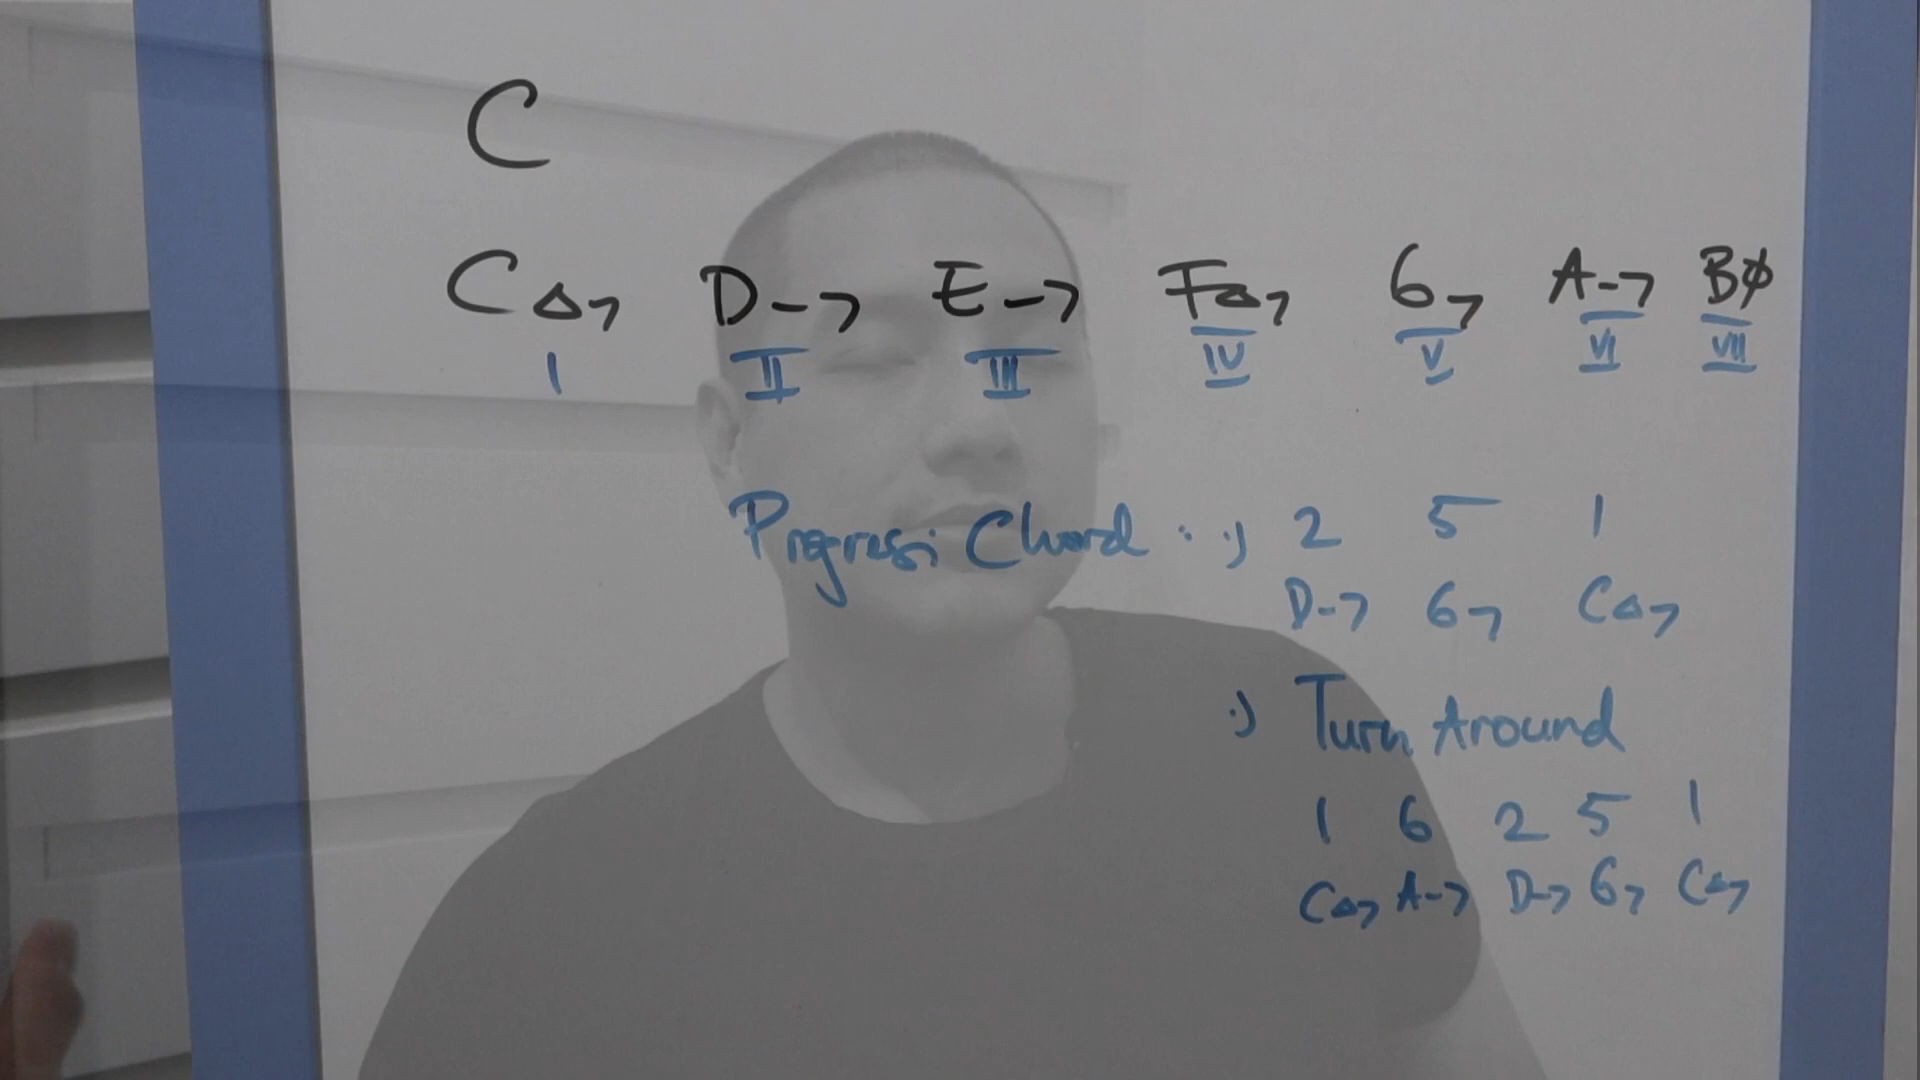 C
C△7 D-7 E-7 F△7 G7 A-7 Bø
I II III IV V VI VII
Progresi Chord : •) 2 5 1
D-7 G7 C△7
•) Turn Around
1 6 2 5 1
C△7 A-7 D-7 G7 C△7